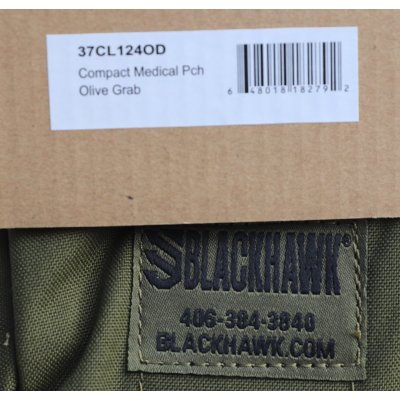 37CL124OD
Compact Medical Pch
Olive Grab
6 48018 18279 2
BLACKHAWK®
406-384-3840
BLACKHAWK.COM